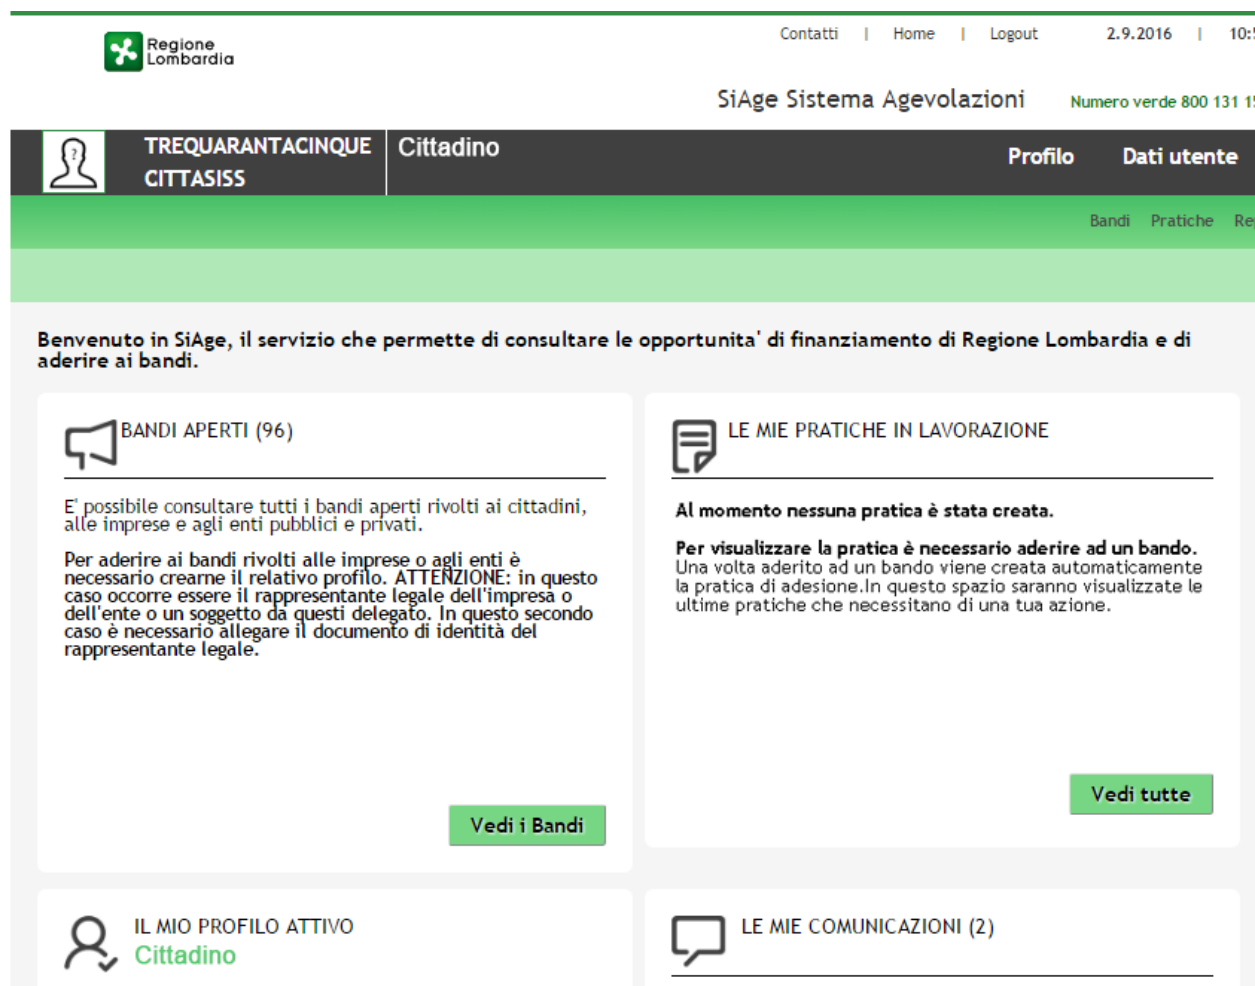 Regione
Lombardia
Contatti | Home | Logout 2.9.2016 |
SiAge Sistema Agevolazioni Numero verde 800 131
TREQUARANTACINQUE
CITTASISS
Cittadino
Profilo Dati utente
Bandi Pratiche
Benvenuto in SiAge, il servizio che permette di consultare le opportunita' di finanziamento di Regione Lombardia e di
aderire ai bandi.
BANDI APERTI (96)
E' possibile consultare tutti i bandi aperti rivolti ai cittadini,
alle imprese e agli enti pubblici e privati.
Per aderire ai bandi rivolti alle imprese o agli enti è
necessario crearne il relativo profilo. ATTENZIONE: in questo
caso occorre essere il rappresentante legale dell'impresa o
dell'ente o un soggetto da questi delegato. In questo secondo
caso è necessario allegare il documento di identità del
rappresentante legale.
Vedi i Bandi
LE MIE PRATICHE IN LAVORAZIONE
Al momento nessuna pratica è stata creata.
Per visualizzare la pratica è necessario aderire ad un bando.
Una volta aderito ad un bando viene creata automaticamente
la pratica di adesione.In questo spazio saranno visualizzate le
ultime pratiche che necessitano di una tua azione.
Vedi tutte
IL MIO PROFILO ATTIVO
Cittadino
LE MIE COMUNICAZIONI (2)